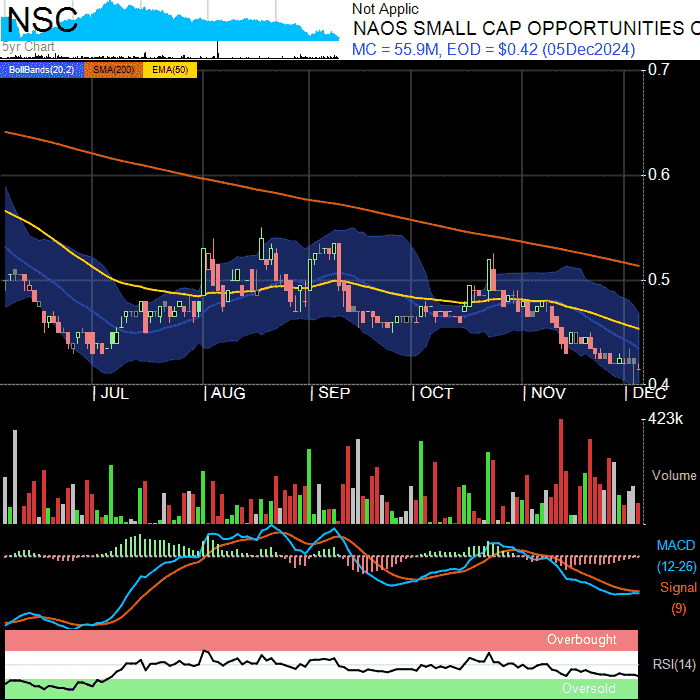 NSC
5yr Chart
Not Applic
NAOS SMALL CAP OPPORTUNITIES C
MC = 55.9M, EOD = $0.42 (05Dec2024)
BollBands(20,2) SMA(200) EMA(50)
0.7
0.6
0.5
0.4
JUL AUG SEP OCT NOV DEC
423k
Volume
MACD
(12-26)
Signal
(9)
Overbought
RSI(14)
Oversold